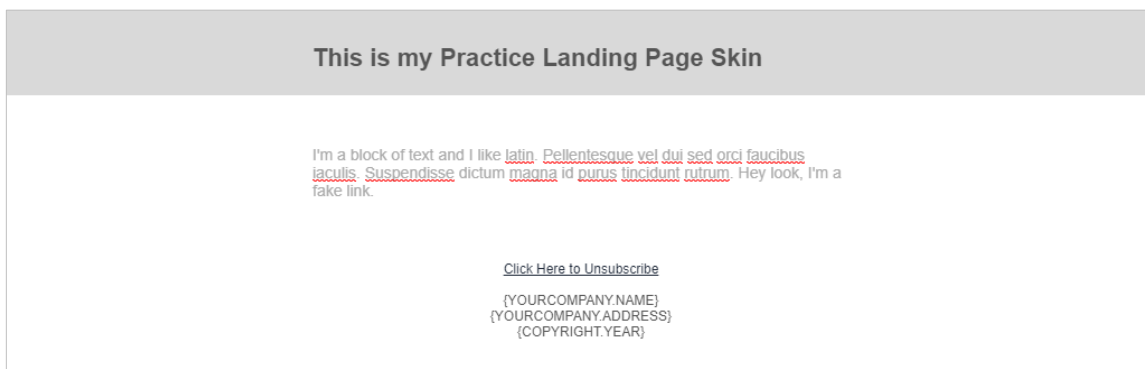 This is my Practice Landing Page Skin
I'm a block of text and I like latin. Pellentesque vel dui sed orci faucibus
iaculis. Suspendisse dictum magna id purus tincidunt rutrum. Hey look, I'm a
fake link.
Click Here to Unsubscribe
{YOURCOMPANY.NAME}
{YOURCOMPANY.ADDRESS}
{COPYRIGHT.YEAR}